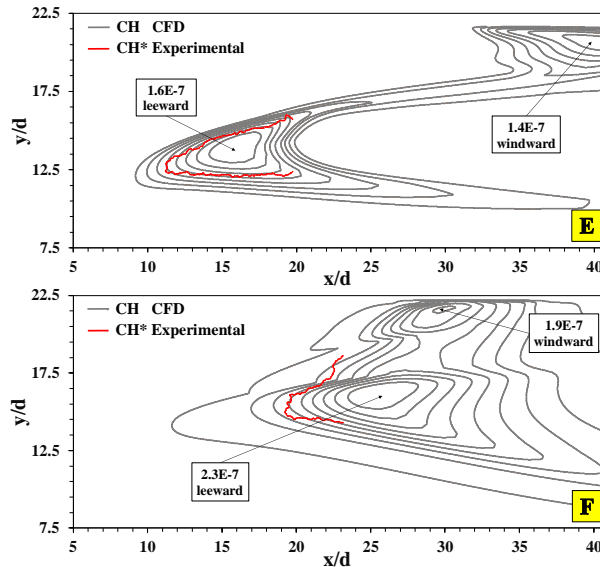 22.5
CH CFD
CH* Experimental
1.6E-7
leeward
17.5
1.4E-7
windward
y/d
12.5
E
7.5
5 10 15 20 25 30 35 40
x/d
22.5
CH CFD
CH* Experimental
1.9E-7
windward
17.5
y/d
12.5
2.3E-7
leeward
F
7.5
5 10 15 20 25 30 35 40
x/d